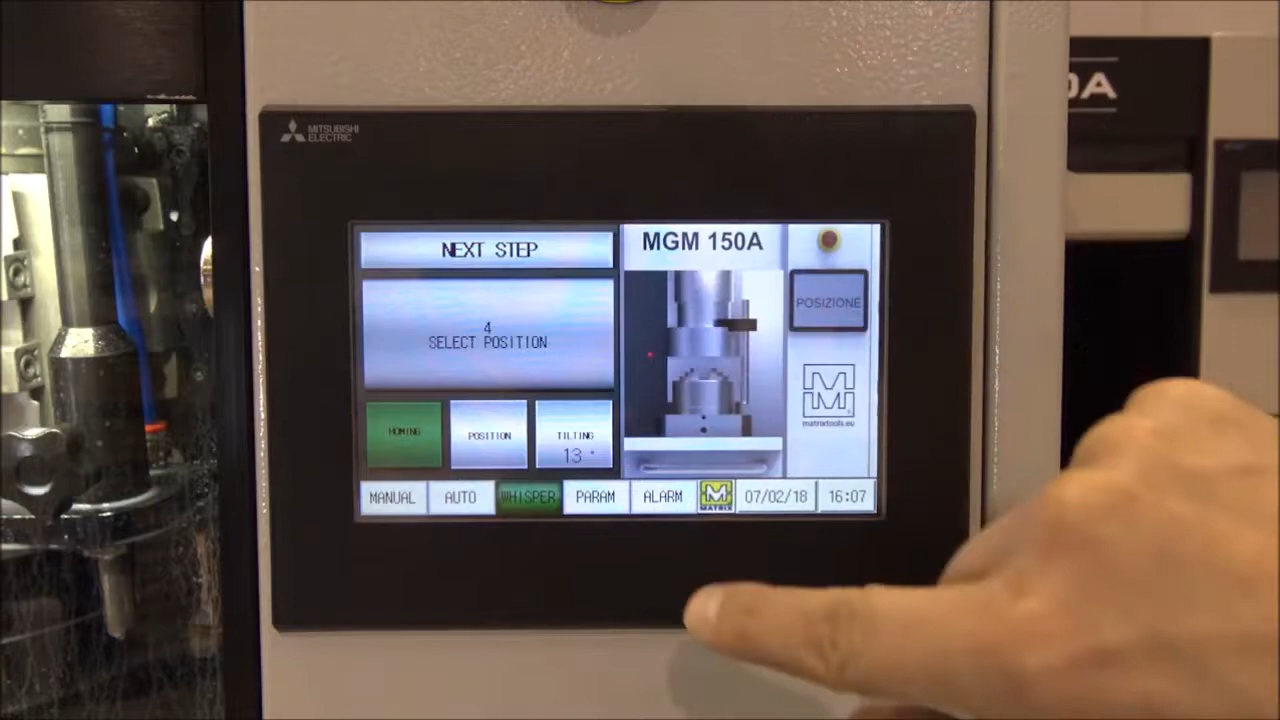 MITSUBISHI
ELECTRIC
0A
NEXT STEP
MGM 150A
POSIZIONE
4
SELECT POSITION
matrixtools.eu
HOMING
POSITION
TILTING
13 °
MANUAL
AUTO
WHISPER
PARAM
ALARM
MATRIX
07/02/18
16:07